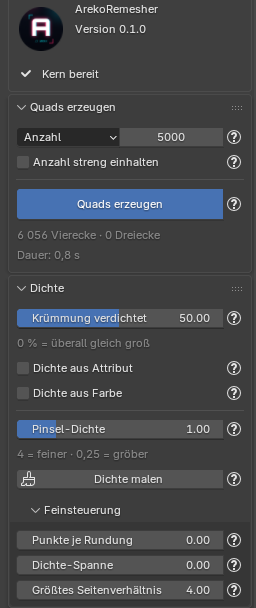 ArekoRemesher
Version 0.1.0
Kern bereit
Quads erzeugen
Anzahl 5000
Anzahl streng einhalten
Quads erzeugen
6 056 Vierecke · 0 Dreiecke
Dauer: 0,8 s
Dichte
Krümmung verdichtet 50.00
0 % = überall gleich groß
Dichte aus Attribut
Dichte aus Farbe
Pinsel-Dichte 1.00
4 = feiner · 0,25 = gröber
Dichte malen
Feinsteuerung
Punkte je Rundung 0.00
Dichte-Spanne 0.00
Größtes Seitenverhältnis 4.00